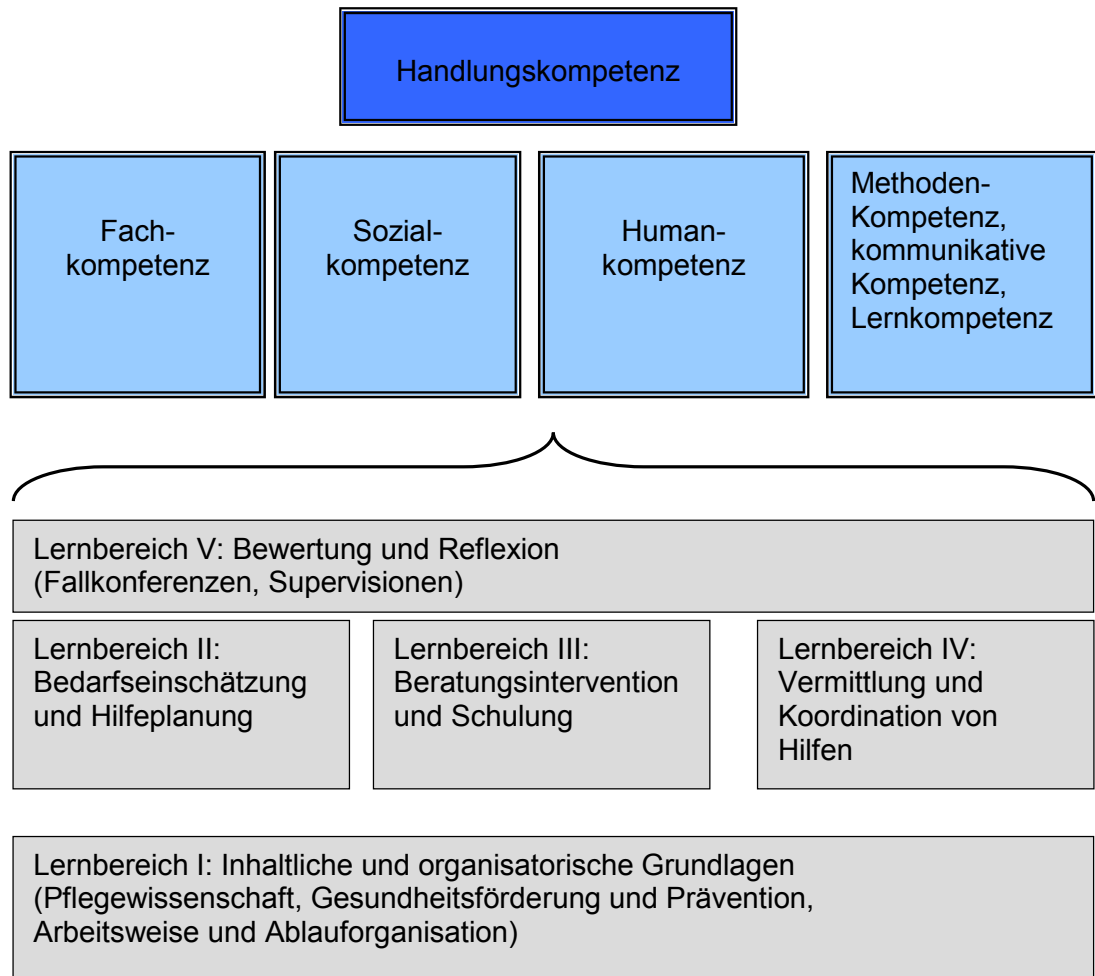 Handlungskompetenz
Fach-
kompetenz
Sozial-
kompetenz
Human-
kompetenz
Methoden-
Kompetenz,
kommunikative
Kompetenz,
Lernkompetenz
Lernbereich V: Bewertung und Reflexion
(Fallkonferenzen, Supervisionen)
Lernbereich II:
Bedarfseinschätzung
und Hilfeplanung
Lernbereich III:
Beratungsintervention
und Schulung
Lernbereich IV:
Vermittlung und
Koordination von
Hilfen
Lernbereich I: Inhaltliche und organisatorische Grundlagen
(Pflegewissenschaft, Gesundheitsförderung und Prävention,
Arbeitsweise und Ablauforganisation)